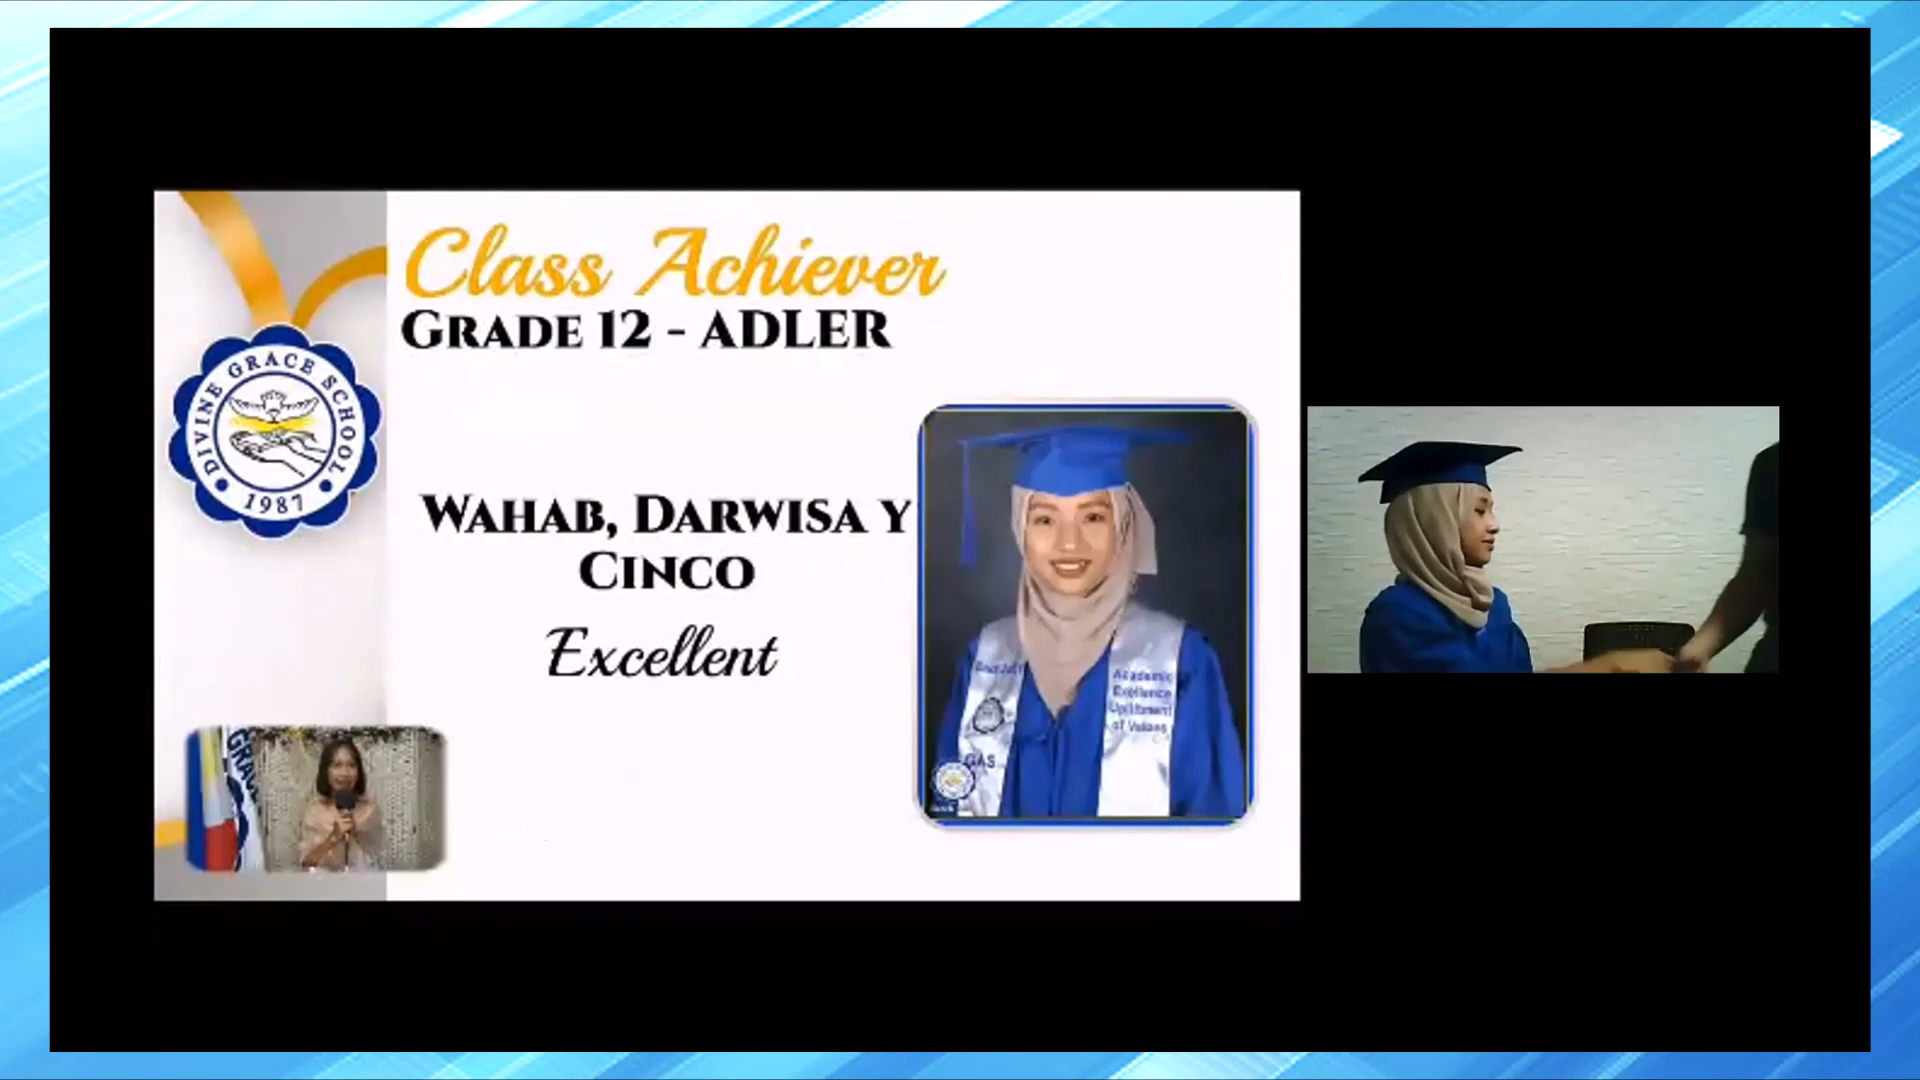 Class Achiever
GRADE 12 - ADLER
DIVINE GRACE SCHOOL
1987
WAHAB, DARWISA Y
CINCO
Excellent
Academic
Excellence
Upliftment
of Values
GAS